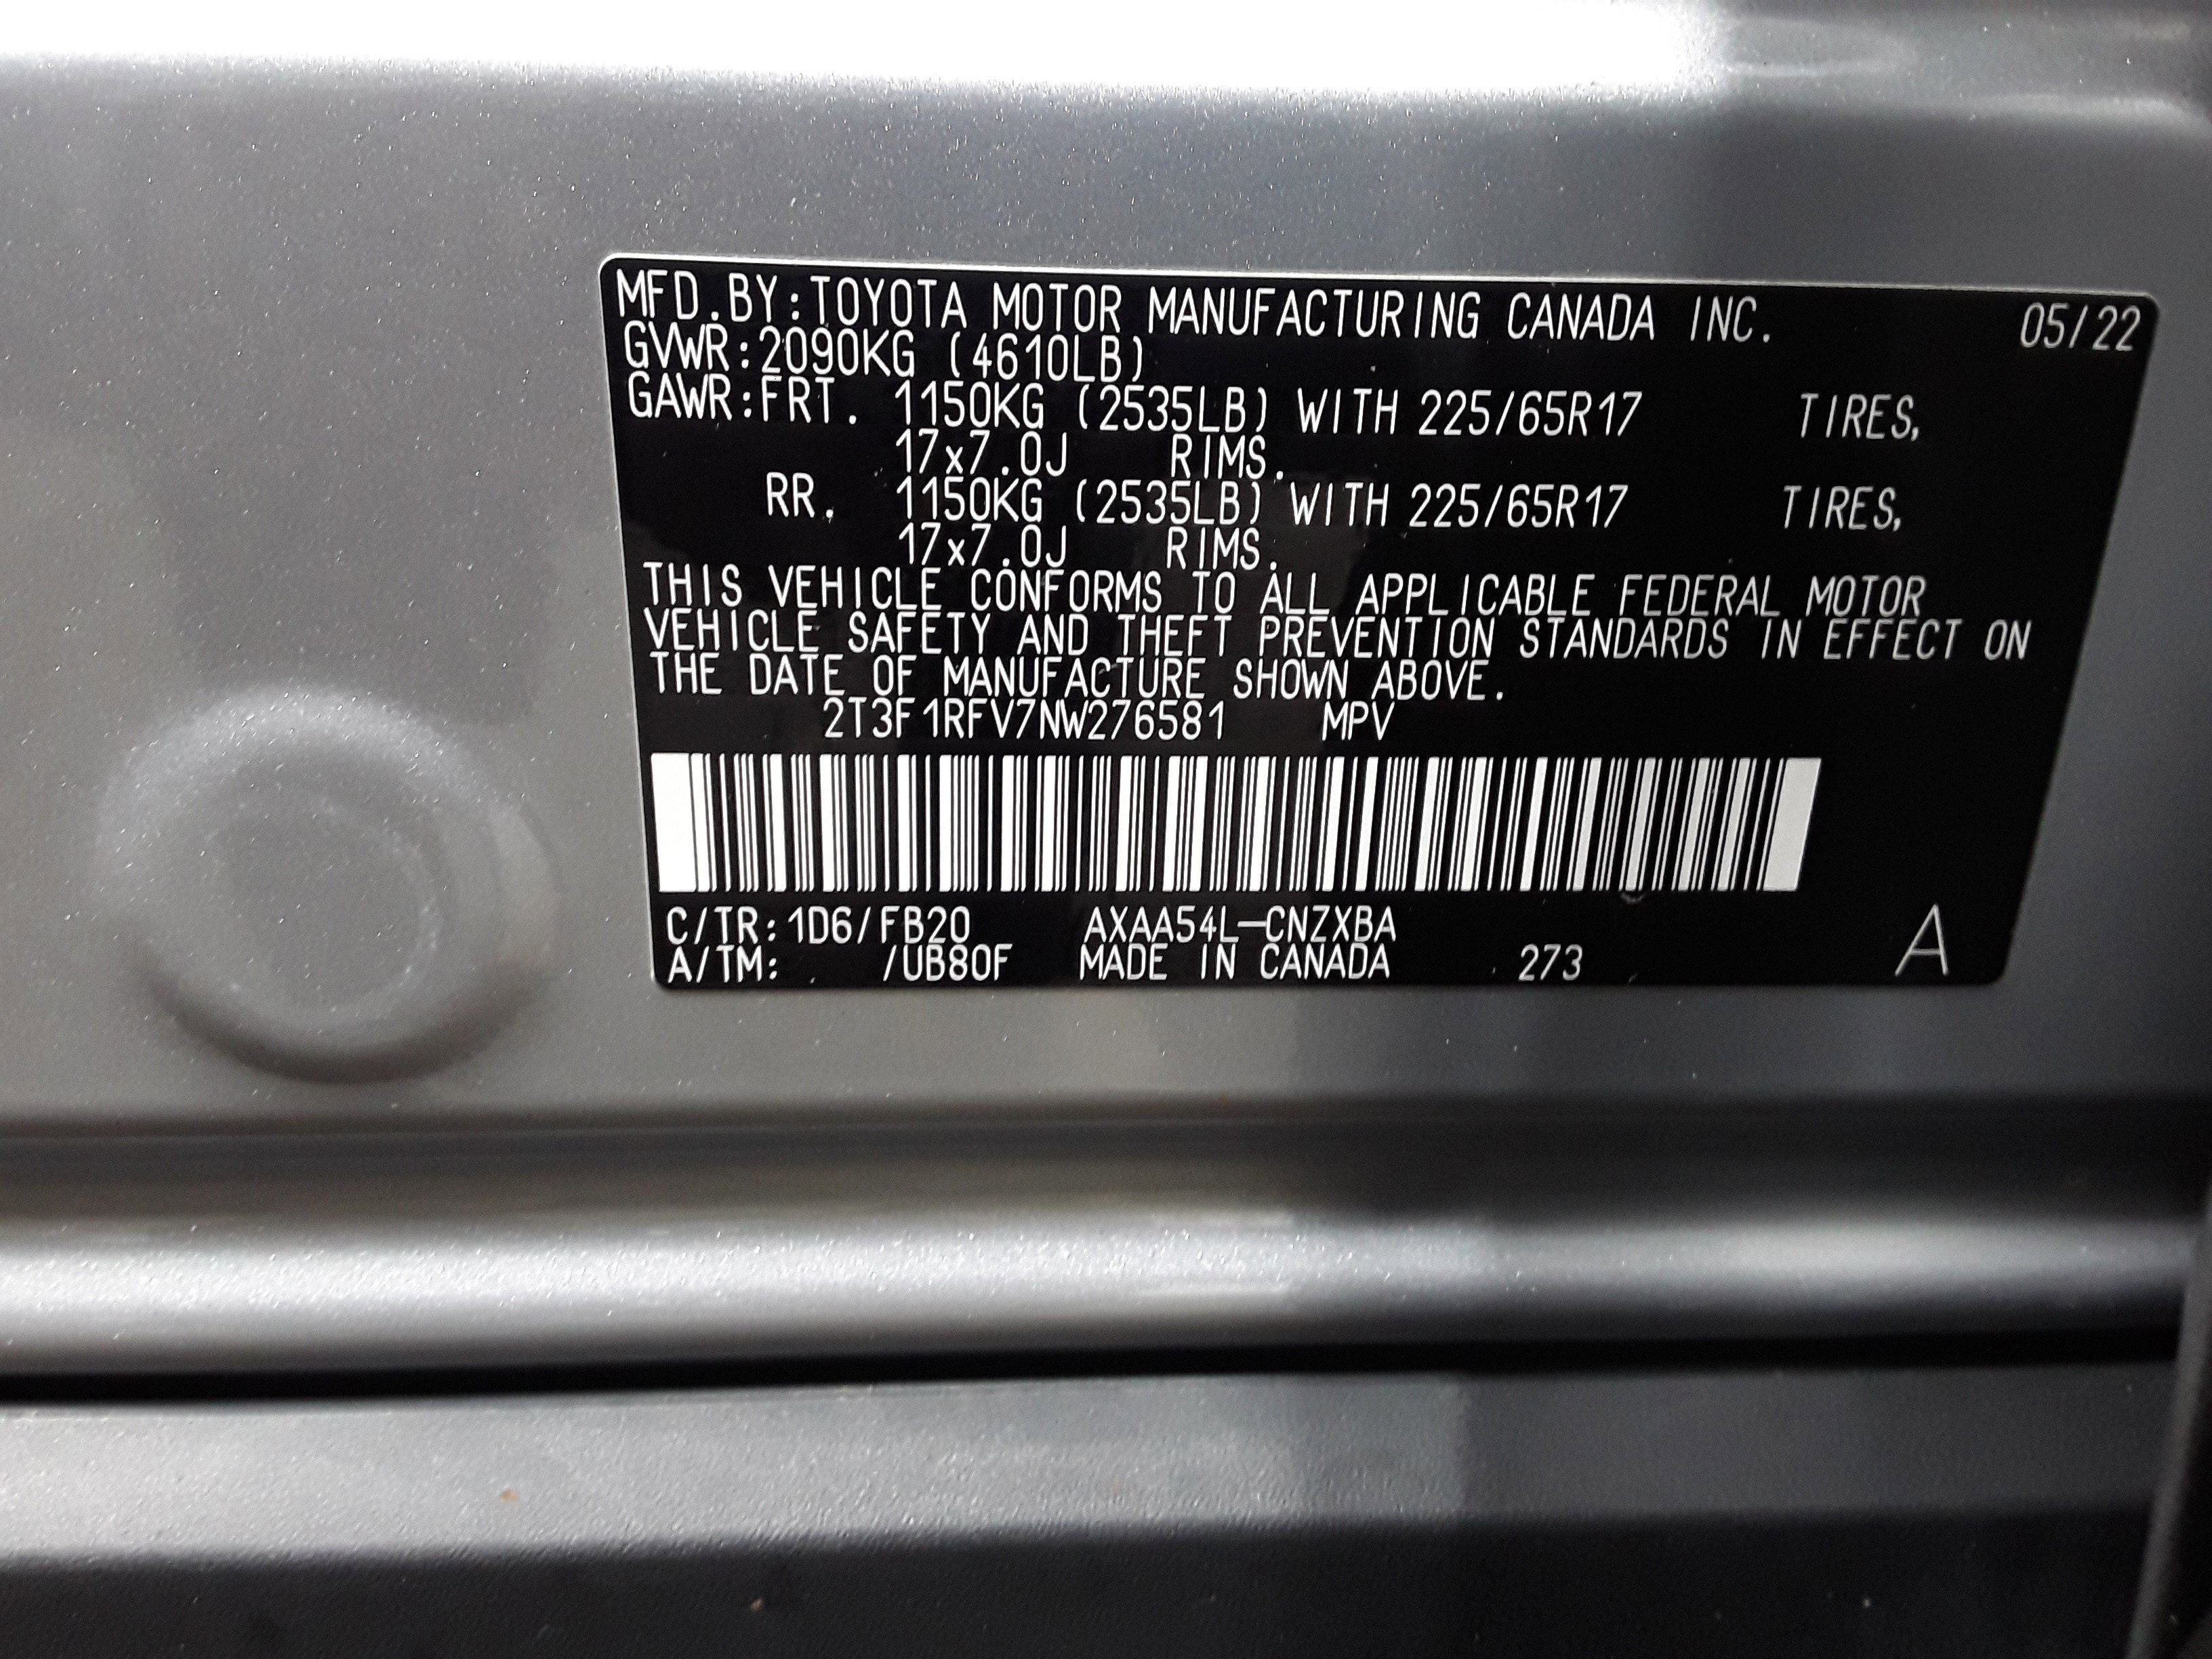 MFD.BY:TOYOTA MOTOR MANUFACTURING CANADA INC. 05/22
GVWR:2090KG (4610LB)
GAWR:FRT. 1150KG (2535LB) WITH 225/65R17 TIRES,
17x7.0J RIMS.
RR. 1150KG (2535LB) WITH 225/65R17 TIRES,
17x7.0J RIMS.
THIS VEHICLE CONFORMS TO ALL APPLICABLE FEDERAL MOTOR
VEHICLE SAFETY AND THEFT PREVENTION STANDARDS IN EFFECT ON
THE DATE OF MANUFACTURE SHOWN ABOVE.
2T3F1RFV7NW276581 MPV
C/TR:1D6/FB20 AXAA54L-CNZXBA
A/TM: /UB80F MADE IN CANADA 273 A